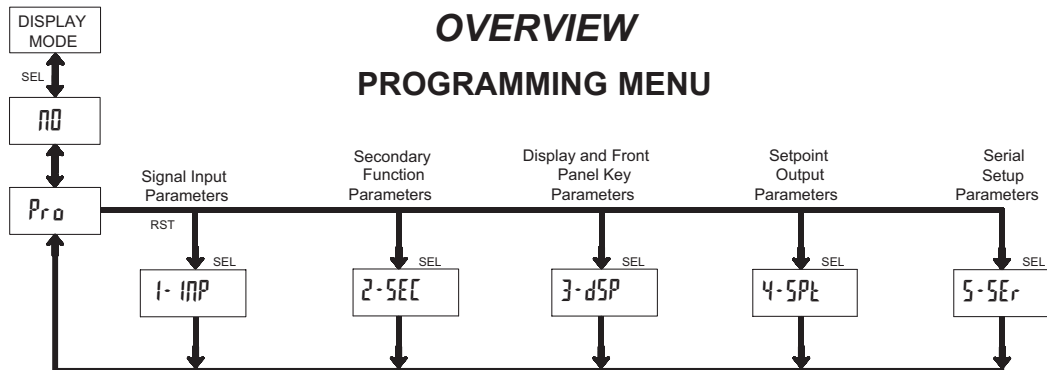 DISPLAY
MODE
OVERVIEW
PROGRAMMING MENU
SEL
NO
Pro
Signal Input
Parameters
Secondary
Function
Parameters
Display and Front
Panel Key
Parameters
Setpoint
Output
Parameters
Serial
Setup
Parameters
RST
SEL
SEL
SEL
SEL
SEL
1-INP
2-SEC
3-dSP
4-SPt
5-SEr